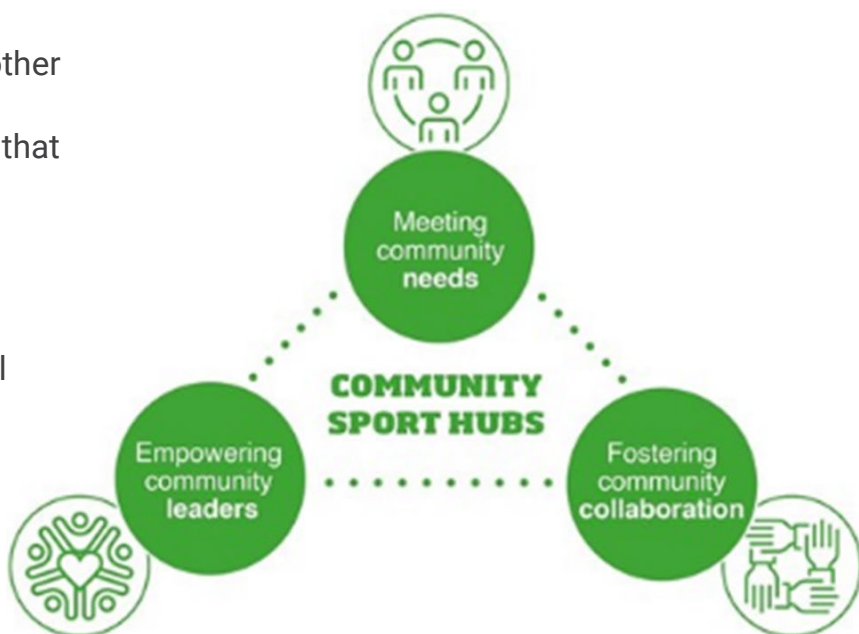 other
that
l
Meeting
community
needs
COMMUNITY
SPORT HUBS
Empowering
community
leaders
Fostering
community
collaboration